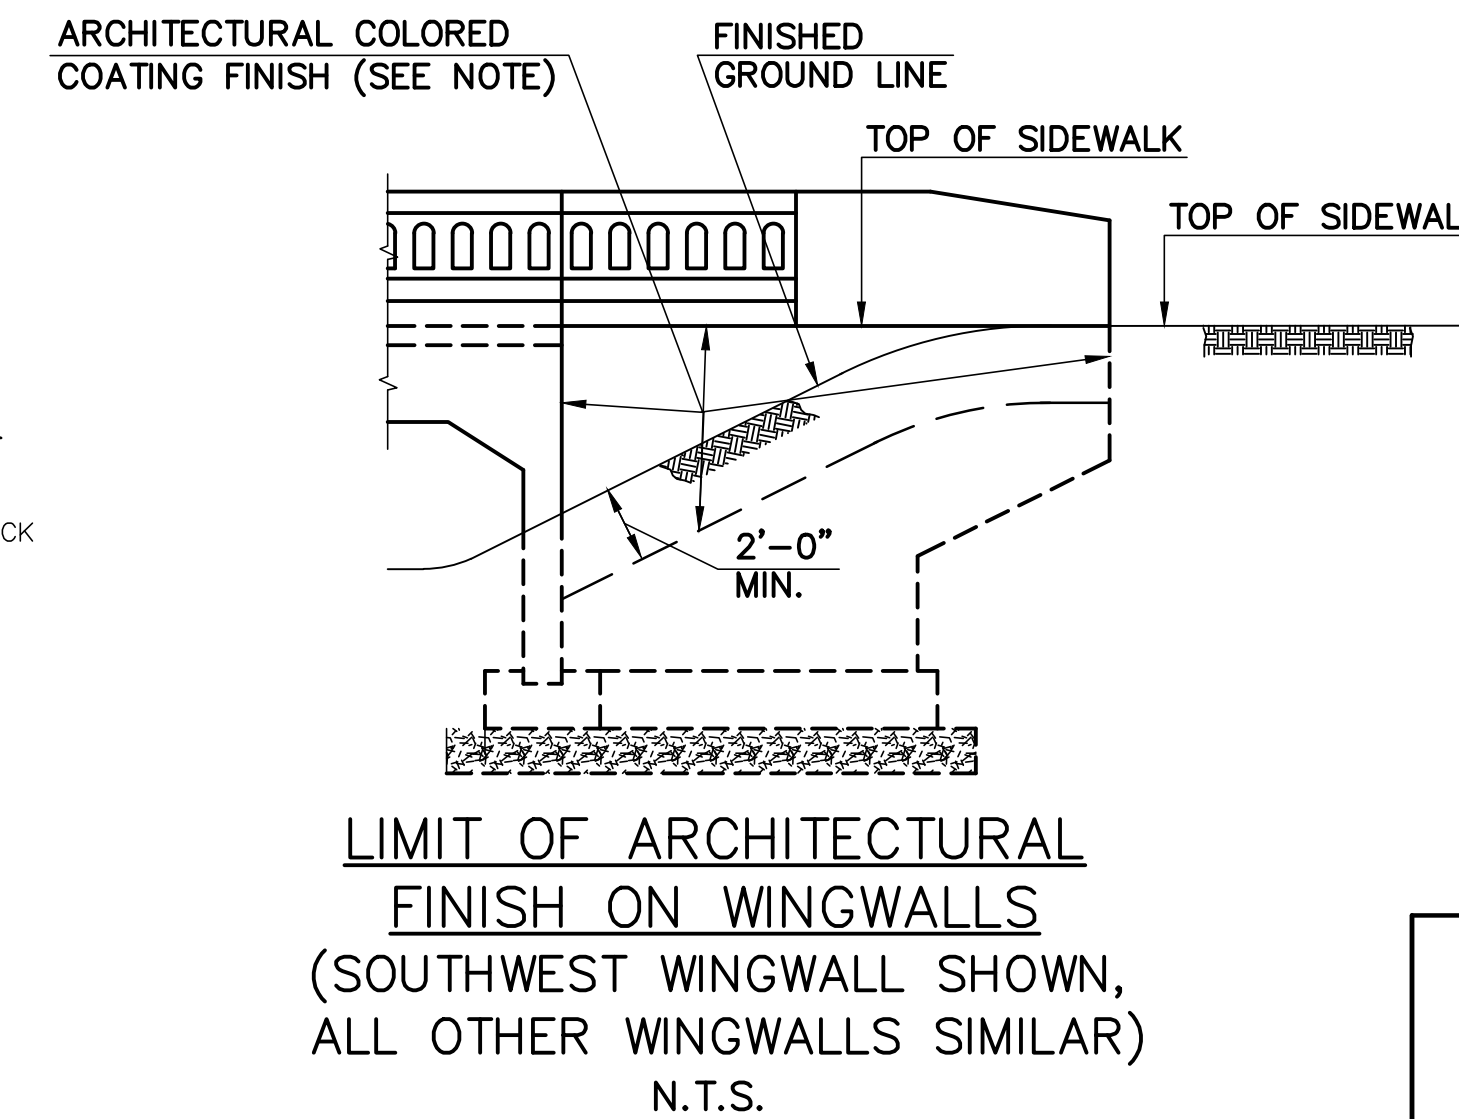 ARCHITECTURAL COLORED
COATING FINISH (SEE NOTE)
FINISHED
GROUND LINE
TOP OF SIDEWALK
TOP OF SIDEWAL
CK
2'-0"
MIN.
LIMIT OF ARCHITECTURAL
FINISH ON WINGWALLS
(SOUTHWEST WINGWALL SHOWN,
ALL OTHER WINGWALLS SIMILAR)
N.T.S.